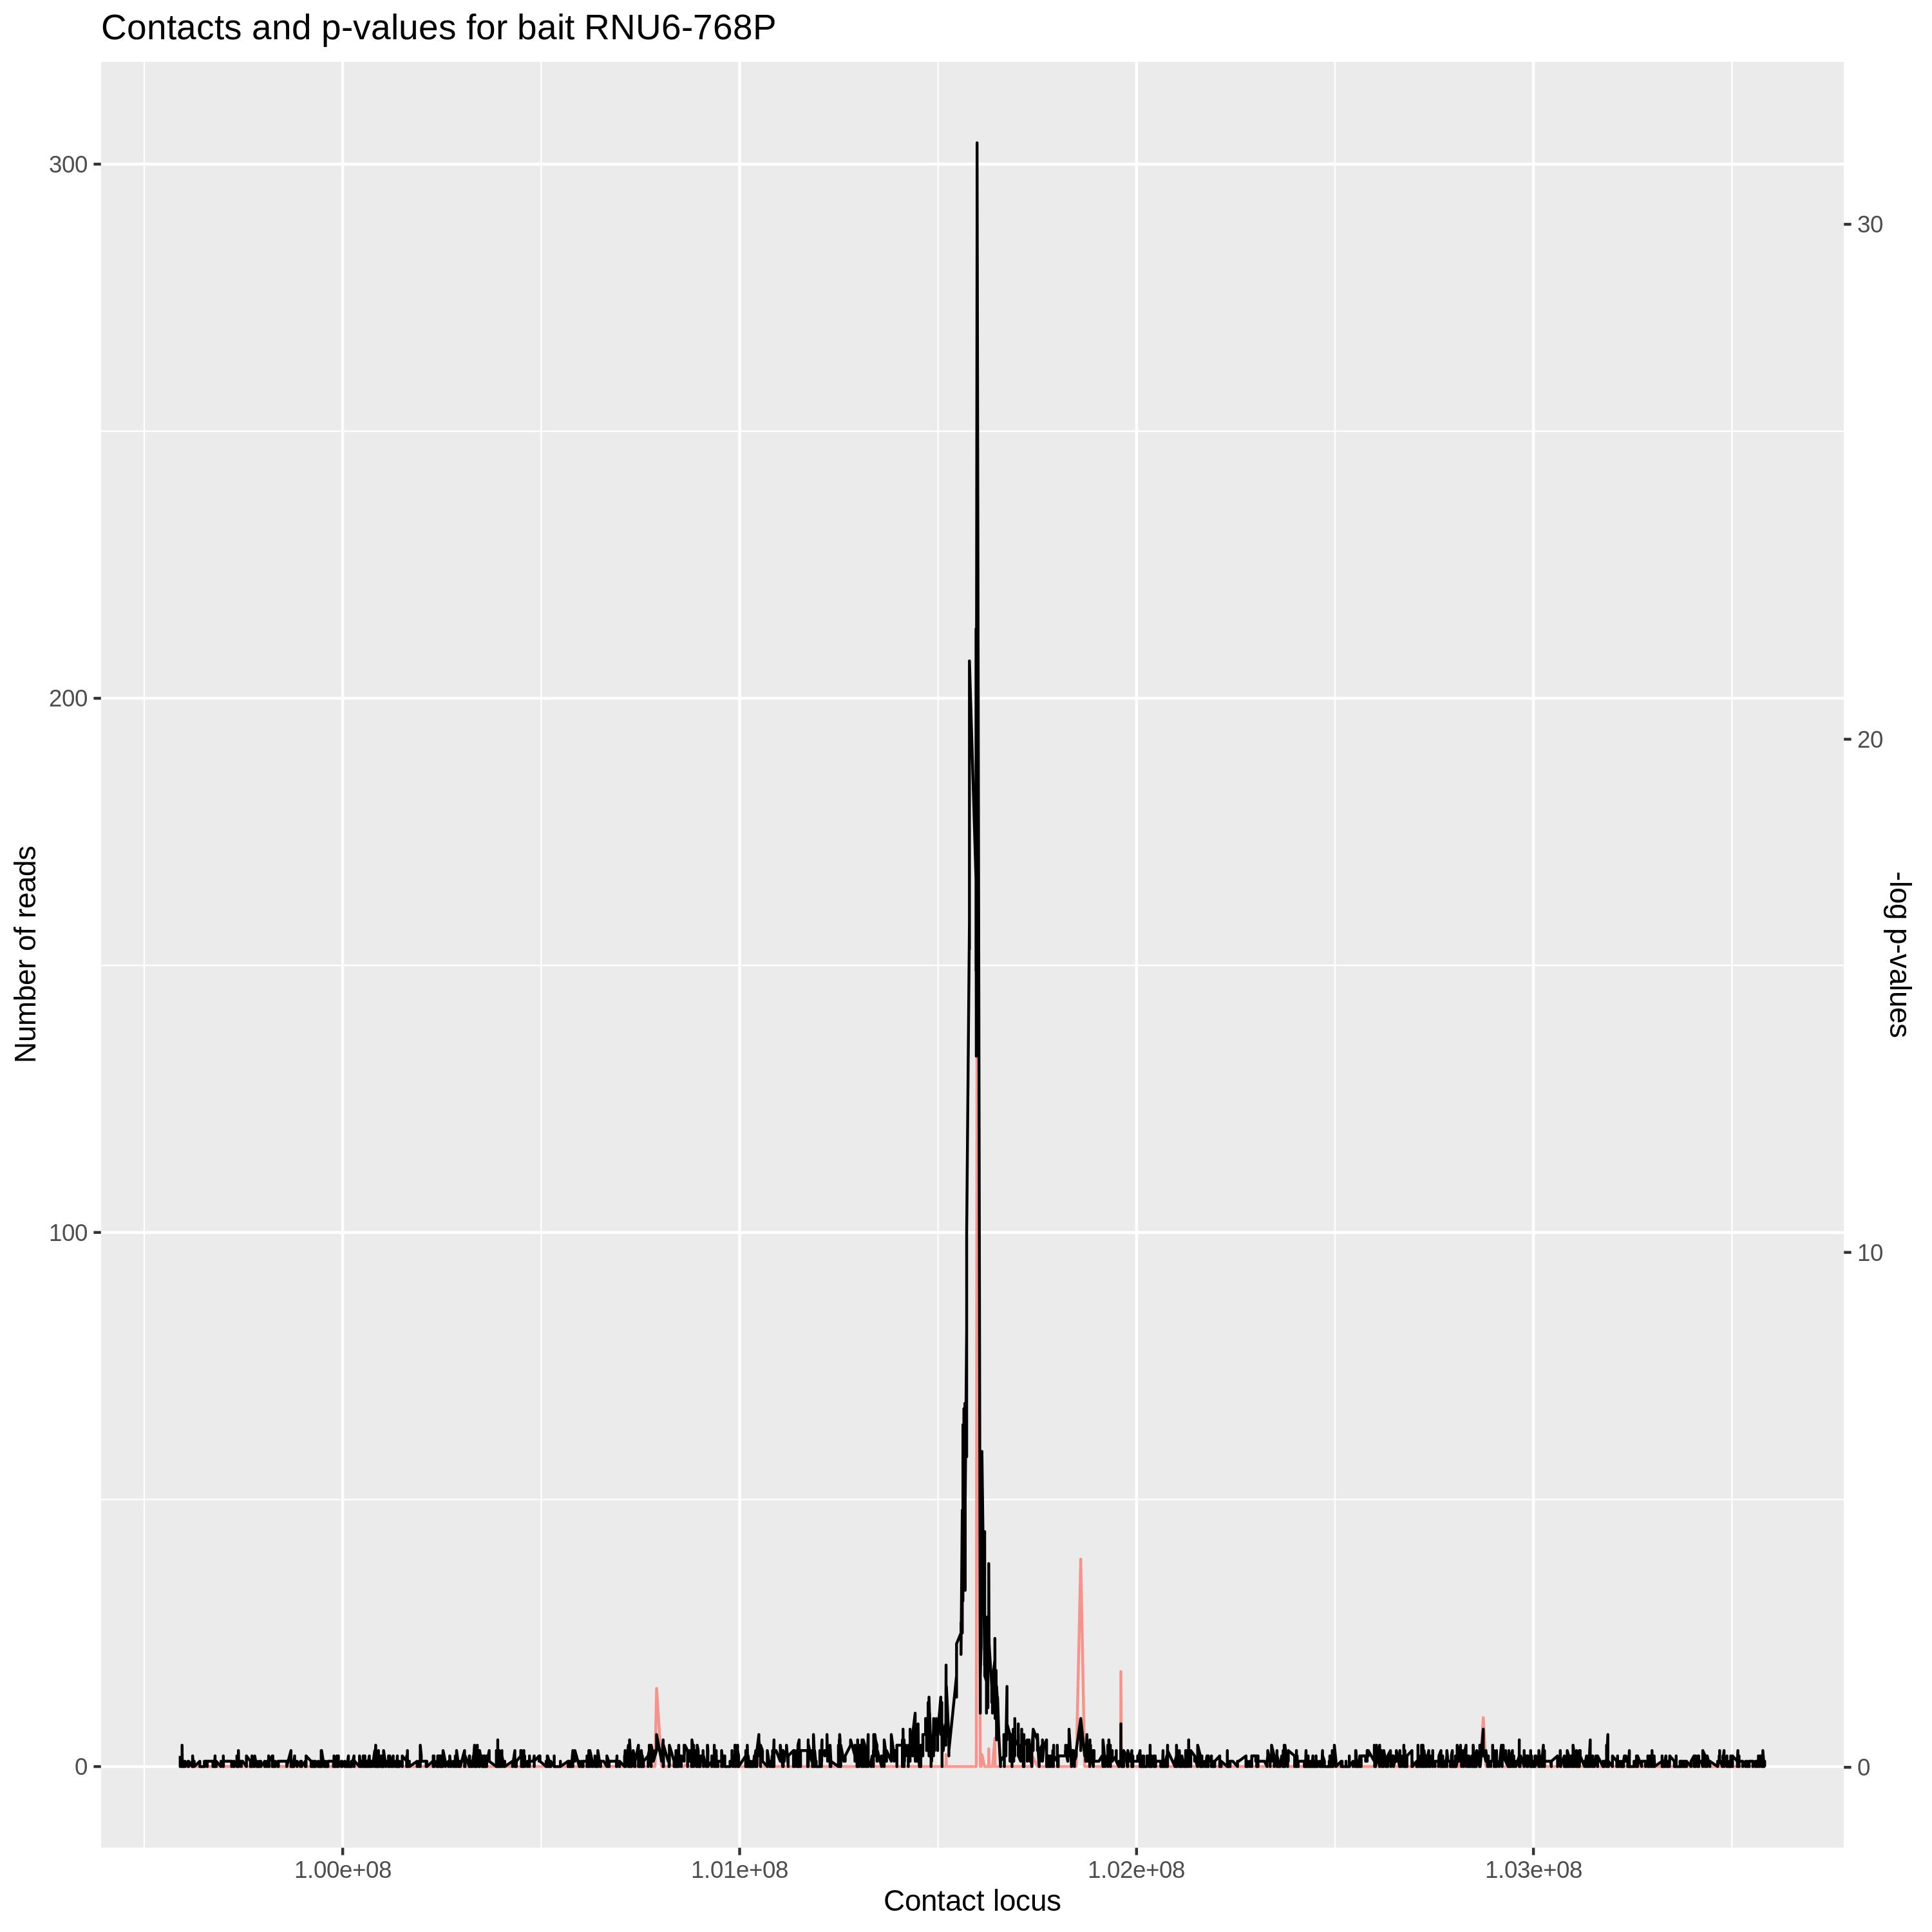 Contacts and p-values for bait RNU6-768P
300
200
100
0
30
20
10
0
Number of reads
-log p-values
1.00e+08
1.01e+08
1.02e+08
1.03e+08
Contact locus